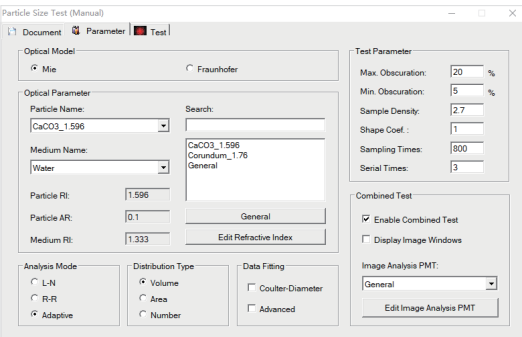 Particle Size Test (Manual)
Document Parameter Test
Optical Model
Mie Fraunhofer
Optical Parameter
Particle Name: Search:
CaCO3_1.596
Medium Name:
Water
CaCO3_1.596
Corundum_1.76
General
Particle RI: 1.596
Particle AR: 0.1 General
Medium RI: 1.333 Edit Refractive Index
Analysis Mode
L-N
R-R
Adaptive
Distribution Type
Volume
Area
Number
Data Fitting
Coulter-Diameter
Advanced
Test Parameter
Max. Obscuration: 20 %
Min. Obscuration: 5 %
Sample Density: 2.7
Shape Coef. : 1
Sampling Times: 800
Serial Times: 3
Combined Test
Enable Combined Test
Display Image Windows
Image Analysis PMT:
General
Edit Image Analysis PMT